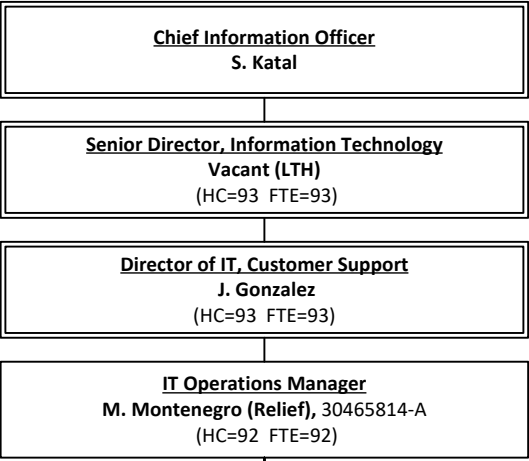 Chief Information Officer
S. Katal
Senior Director, Information Technology
Vacant (LTH)
(HC=93 FTE=93)
Director of IT, Customer Support
J. Gonzalez
(HC=93 FTE=93)
IT Operations Manager
M. Montenegro (Relief), 30465814-A
(HC=92 FTE=92)